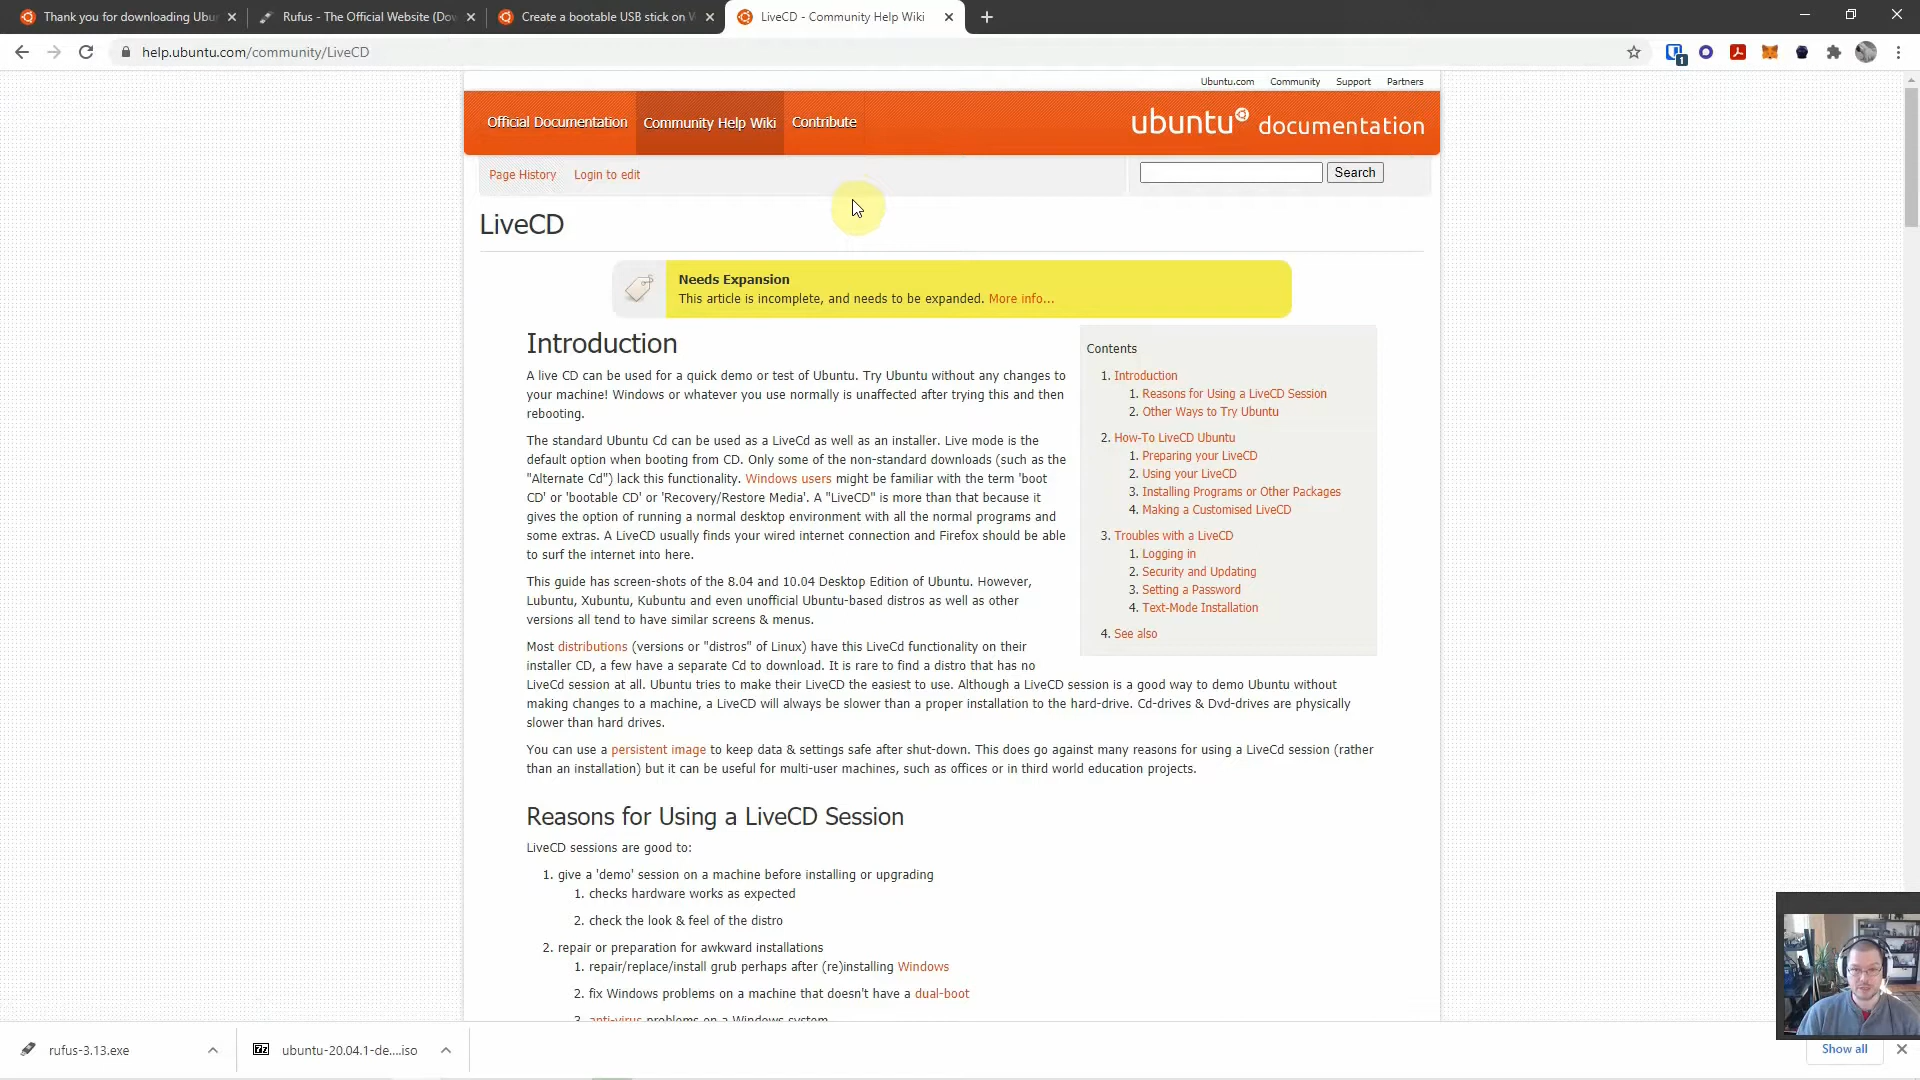 Thank you for downloading Ubu
Rufus - The Official Website (Do
Create a bootable USB stick on
LiveCD - Community Help Wiki
help.ubuntu.com/community/LiveCD
1
Ubuntu.com Community Support Partners
Official Documentation Community Help Wiki Contribute
ubuntu documentation
Page History Login to edit
Search
LiveCD
Needs Expansion
This article is incomplete, and needs to be expanded. More info...
Introduction
A live CD can be used for a quick demo or test of Ubuntu. Try Ubuntu without any changes to
your machine! Windows or whatever you use normally is unaffected after trying this and then
rebooting.
The standard Ubuntu Cd can be used as a LiveCd as well as an installer. Live mode is the
default option when booting from CD. Only some of the non-standard downloads (such as the
"Alternate Cd") lack this functionality. Windows users might be familiar with the term 'boot
CD' or 'bootable CD' or 'Recovery/Restore Media'. A "LiveCD" is more than that because it
gives the option of running a normal desktop environment with all the normal programs and
some extras. A LiveCD usually finds your wired internet connection and Firefox should be able
to surf the internet into here.
This guide has screen-shots of the 8.04 and 10.04 Desktop Edition of Ubuntu. However,
Lubuntu, Xubuntu, Kubuntu and even unofficial Ubuntu-based distros as well as other
versions all tend to have similar screens & menus.
Most distributions (versions or "distros" of Linux) have this LiveCd functionality on their
installer CD, a few have a separate Cd to download. It is rare to find a distro that has no
LiveCd session at all. Ubuntu tries to make their LiveCD the easiest to use. Although a LiveCD session is a good way to demo Ubuntu without
making changes to a machine, a LiveCD will always be slower than a proper installation to the hard-drive. Cd-drives & Dvd-drives are physically
slower than hard drives.
You can use a persistent image to keep data & settings safe after shut-down. This does go against many reasons for using a LiveCd session (rather
than an installation) but it can be useful for multi-user machines, such as offices or in third world education projects.
Contents
1. Introduction
1. Reasons for Using a LiveCD Session
2. Other Ways to Try Ubuntu
2. How-To LiveCD Ubuntu
1. Preparing your LiveCD
2. Using your LiveCD
3. Installing Programs or Other Packages
4. Making a Customised LiveCD
3. Troubles with a LiveCD
1. Logging in
2. Security and Updating
3. Setting a Password
4. Text-Mode Installation
4. See also
Reasons for Using a LiveCD Session
LiveCD sessions are good to:
1. give a 'demo' session on a machine before installing or upgrading
1. checks hardware works as expected
2. check the look & feel of the distro
2. repair or preparation for awkward installations
1. repair/replace/install grub perhaps after (re)installing Windows
2. fix Windows problems on a machine that doesn't have a dual-boot
3. anti-virus problems on a Windows system
rufus-3.13.exe
ubuntu-20.04.1-de....iso
Show all